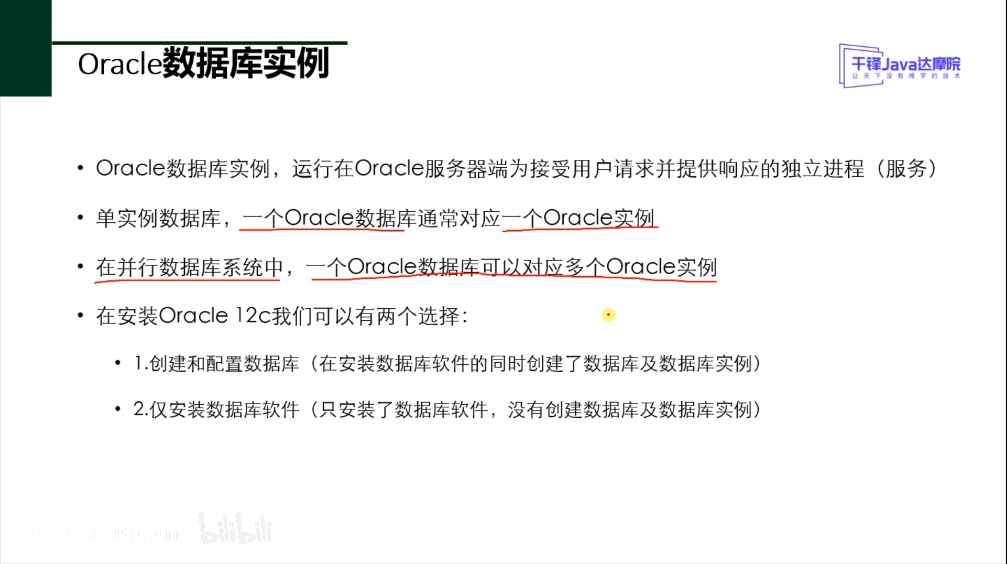 Oracle数据库实例
千锋Java达摩院
让天下没有难学的技术
• Oracle数据库实例，运行在Oracle服务器端为接受用户请求并提供响应的独立进程（服务）
• 单实例数据库，一个Oracle数据库通常对应一个Oracle实例
• 在并行数据库系统中，一个Oracle数据库可以对应多个Oracle实例
• 在安装Oracle 12c我们可以有两个选择：
• 1.创建和配置数据库（在安装数据库软件的同时创建了数据库及数据库实例）
• 2.仅安装数据库软件（只安装了数据库软件，没有创建数据库及数据库实例）
bilibili